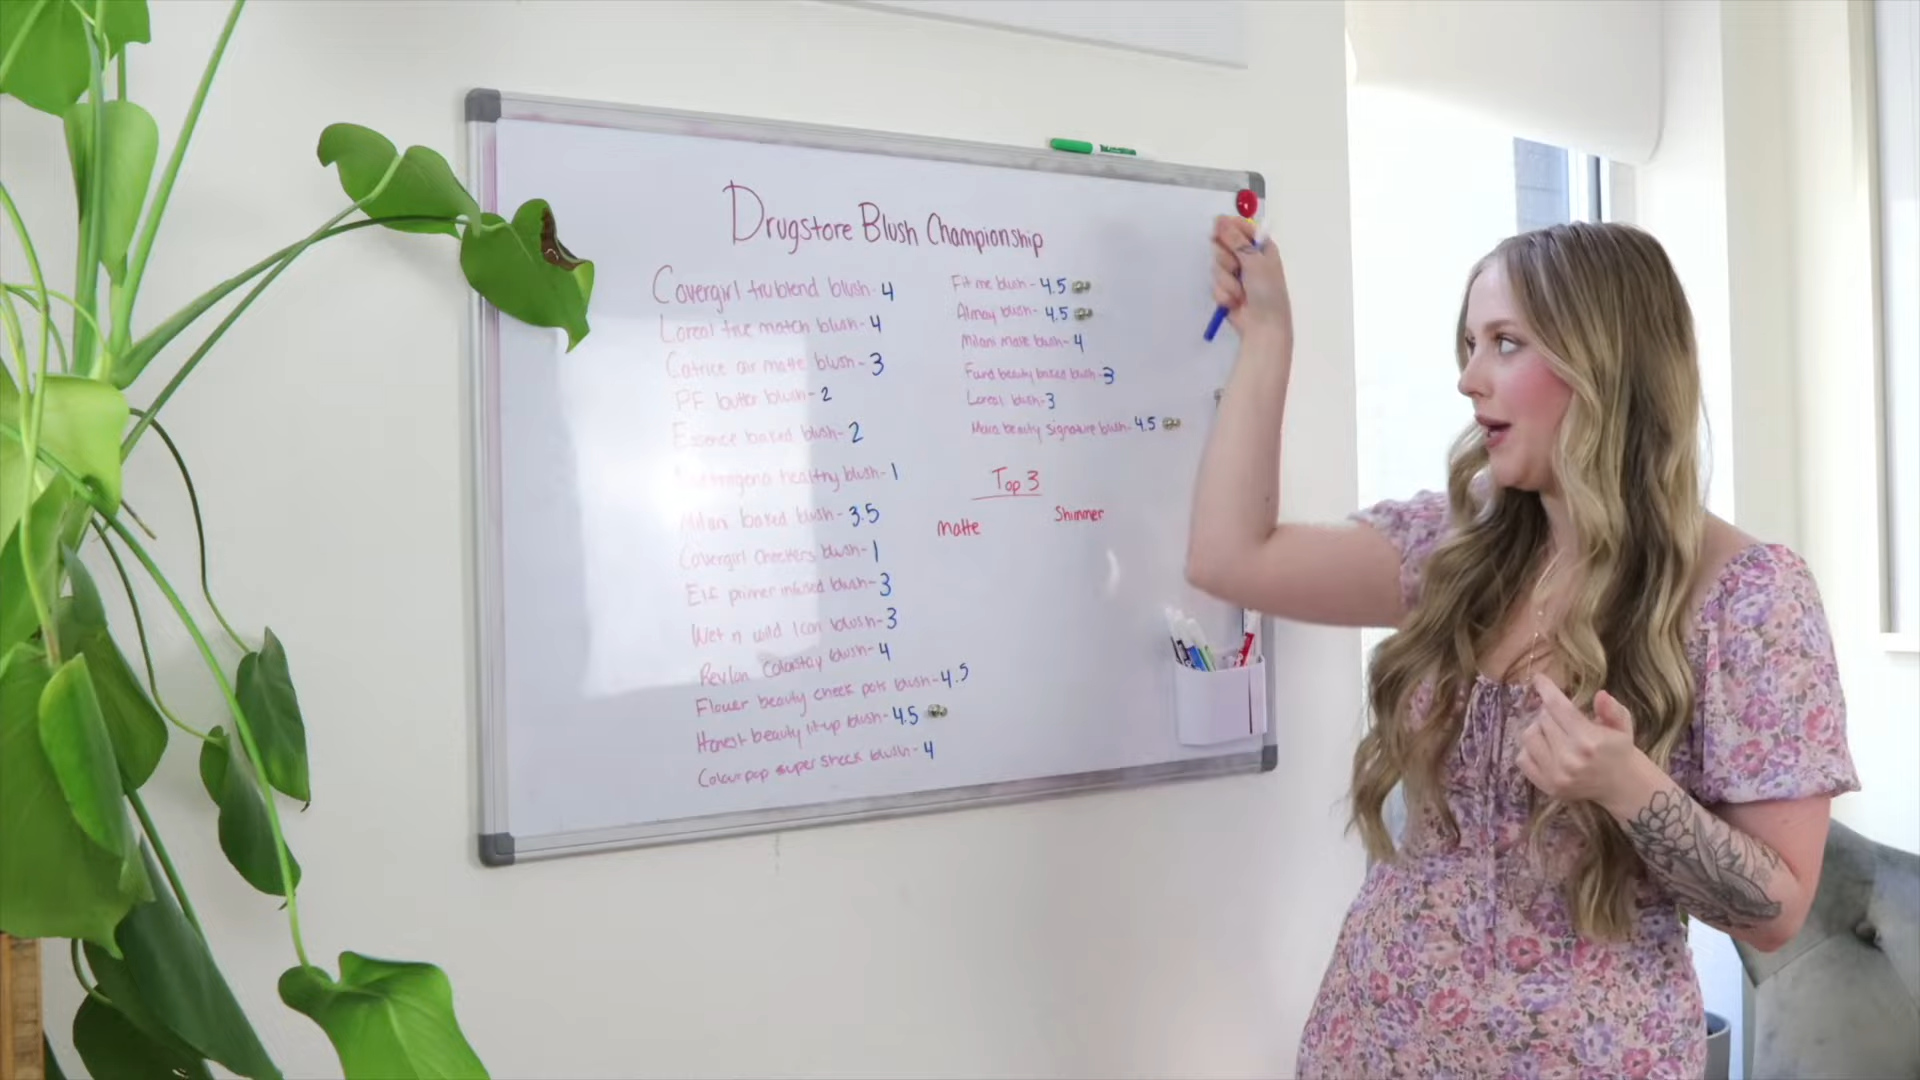 Drugstore Blush Championship
Covergirl trublend blush- 4
Loreal true match blush- 4
Catrice air matte blush- 3
PF butter blush- 2
Essence baked blush- 2
healthy blush- 1
Milani baked blush- 3.5
Covergirl Cheekers blush- 1
Elf primer infused blush- 3
Wet n wild Icon blush- 3
Revlon Colorstay blush- 4
Flower beauty cheek pots blush- 4.5
Honest beauty lit up blush- 4.5
Colourpop super shock blush- 4
Fit me blush- 4.5
Almay blush- 4.5
Milani matte blush- 4
beauty baked blush- 3
Loreal blush- 3
beauty signature blush- 4.5
Top 3
Matte
Shimmer